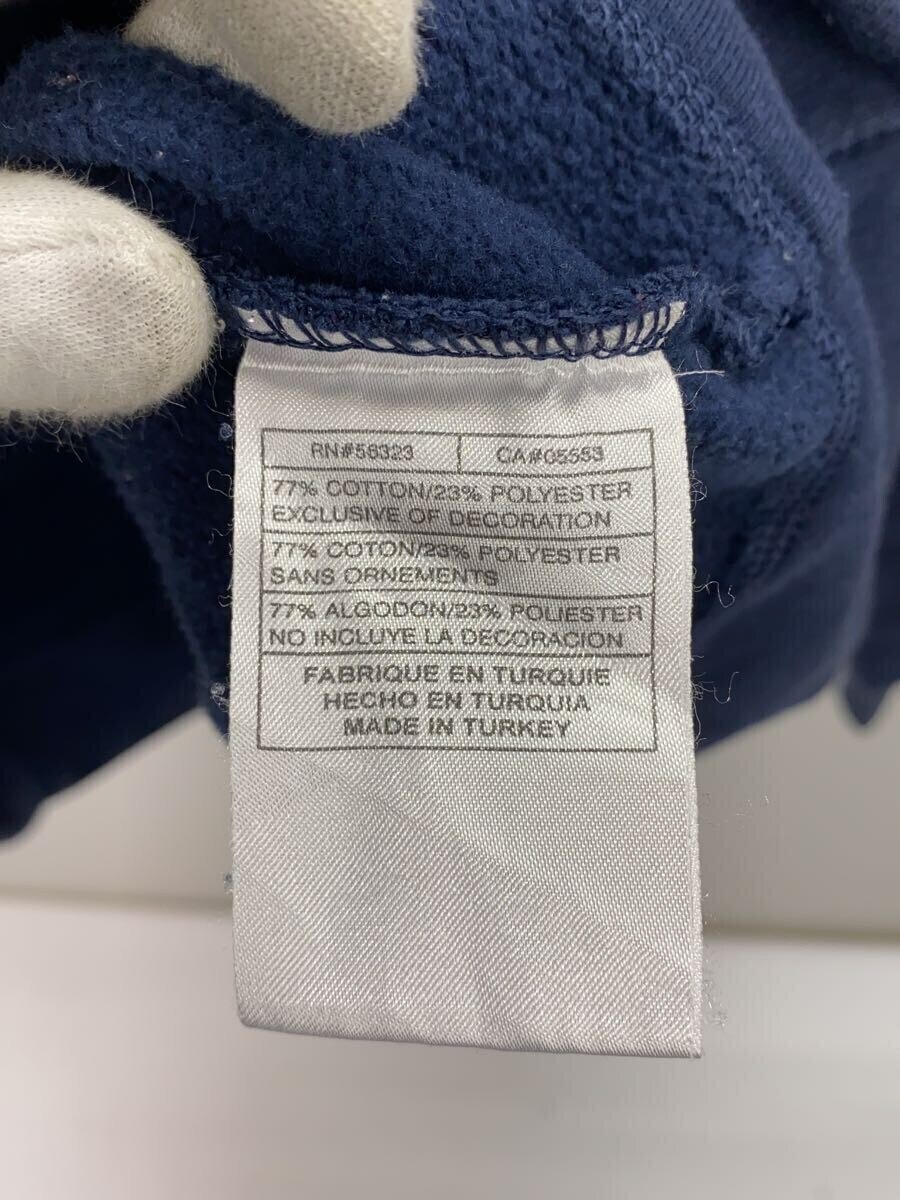 RN#56323 CA#05553
77% COTTON/23% POLYESTER
EXCLUSIVE OF DECORATION
77% COTON/23% POLYESTER
SANS ORNEMENTS
77% ALGODON/23% POLIESTER
NO INCLUYE LA DECORACION
FABRIQUE EN TURQUIE
HECHO EN TURQUIA
MADE IN TURKEY